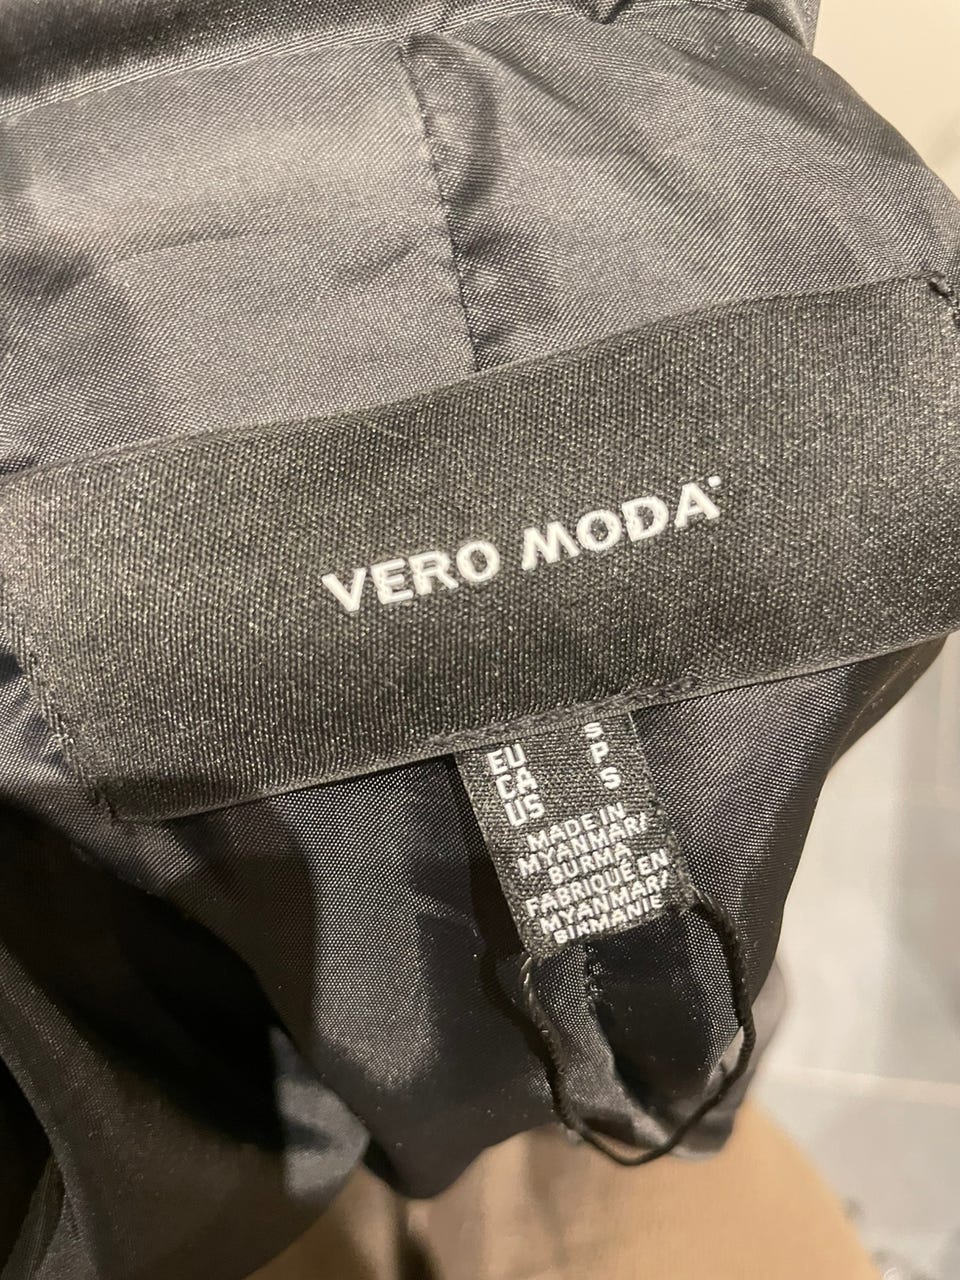 VERO MODA
EU S
CA P
US S
MADE IN
MYANMAR/
BURMA
FABRIQUÉ EN
MYANMAR/
BIRMANIE